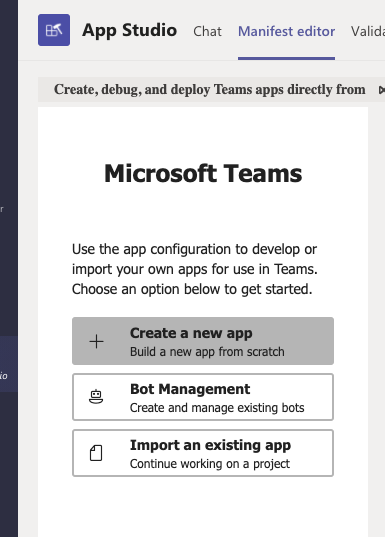 App Studio Chat Manifest editor Valida
Create, debug, and deploy Teams apps directly from
Microsoft Teams
Use the app configuration to develop or
import your own apps for use in Teams.
Choose an option below to get started.
r
Create a new app
Build a new app from scratch
io
Bot Management
Create and manage existing bots
Import an existing app
Continue working on a project